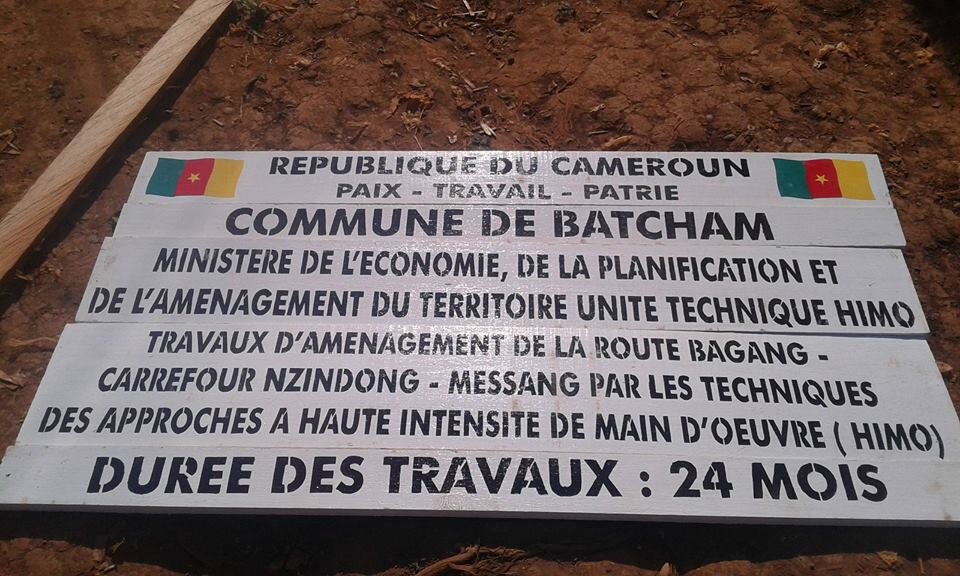 REPUBLIQUE DU CAMEROUN
PAIX - TRAVAIL - PATRIE
COMMUNE DE BATCHAM
MINISTERE DE L'ECONOMIE, DE LA PLANIFICATION ET
DE L'AMENAGEMENT DU TERRITOIRE UNITE TECHNIQUE HIMO
TRAVAUX D'AMENAGEMENT DE LA ROUTE BAGANG -
CARREFOUR NZINDONG - MESSANG PAR LES TECHNIQUES
DES APPROCHES A HAUTE INTENSITE DE MAIN D'OEUVRE ( HIMO)
DUREE DES TRAVAUX : 24 MOIS